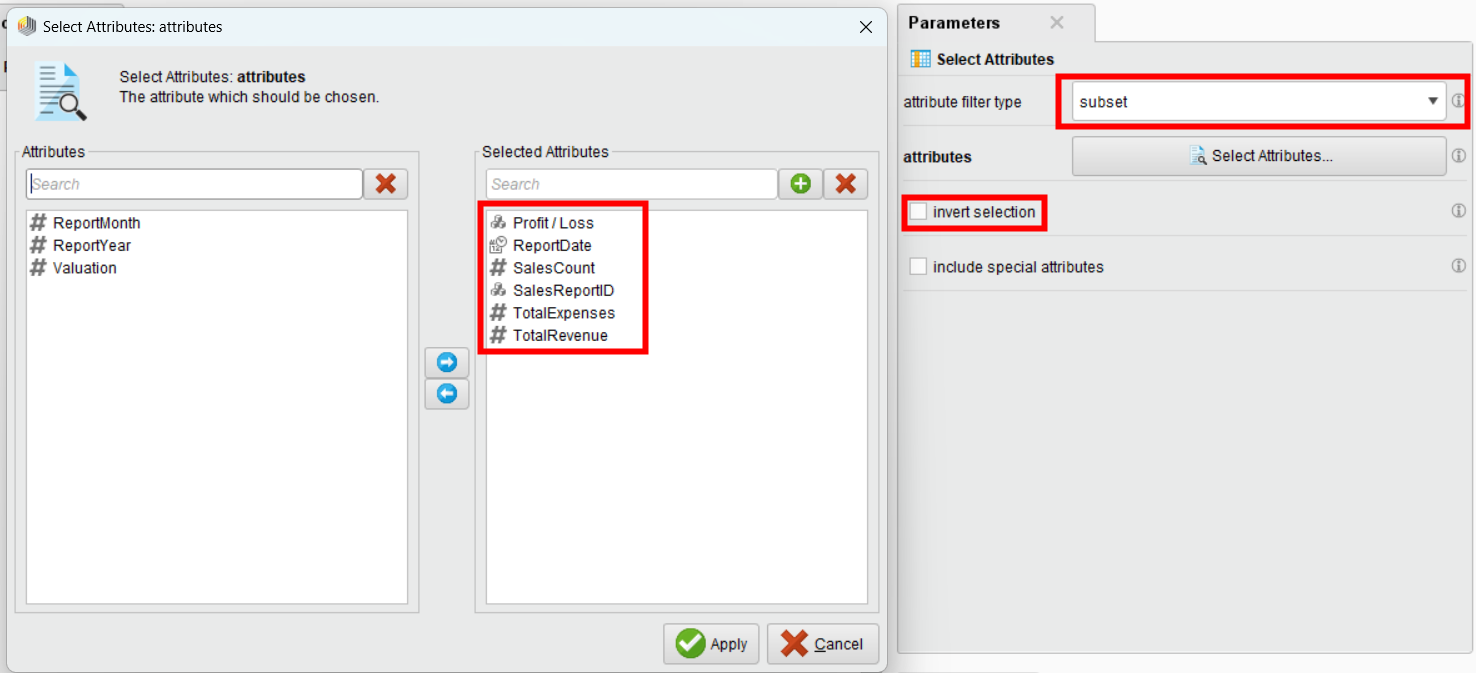 Select Attributes: attributes
Select Attributes: attributes
The attribute which should be chosen.
Attributes
Search
ReportMonth
ReportYear
Valuation
Selected Attributes
Search
Profit / Loss
ReportDate
SalesCount
SalesReportID
TotalExpenses
TotalRevenue
Apply
Cancel
Parameters
Select Attributes
attribute filter type
subset
attributes
Select Attributes...
invert selection
include special attributes